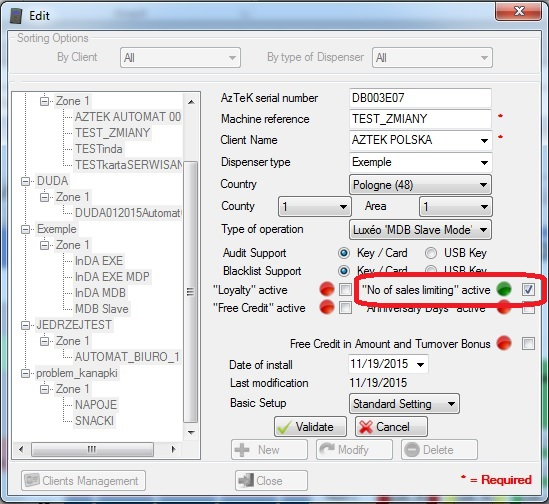 Edit
Sorting Options
By Client All By type of Dispenser All
Zone 1
AZTEK AUTOMAT 00
TEST_ZMIANY
TESTinda
TESTkartaSERWISAN
DUDA
Zone 1
DUDA012015Automat
Exemple
Zone 1
InDA EXE
InDA EXE MDP
InDA MDB
MDB Slave
JEDRZEJTEST
Zone 1
AUTOMAT_BIURO_1
problem_kanapki
Zone 1
NAPOJE
SNACKI
AzTeK serial number DB003E07
Machine reference TEST_ZMIANY *
Client Name AZTEK POLSKA *
Dispenser type Exemple
Country Pologne (48)
County 1 Area 1
Type of operation Luxéo 'MDB Slave Mode'
Audit Support Key / Card USB Key
Blacklist Support Key / Card USB Key
"Loyalty" active "No of sales limiting" active
"Free Credit" active "Anniversary Days" active
Free Credit in Amount and Turnover Bonus
Date of install 11/19/2015
Last modification 11/19/2015
Basic Setup Standard Setting
Validate Cancel
New Modify Delete
Clients Management Close * = Required